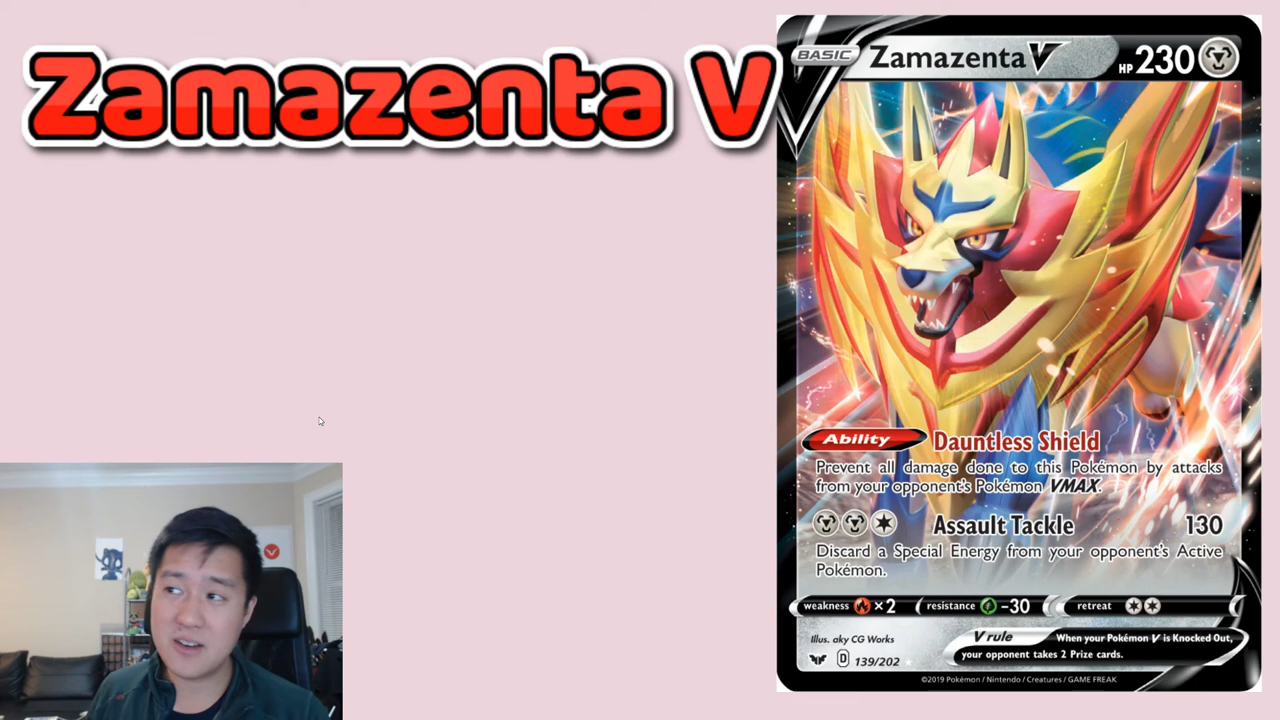 Zamazenta V
BASIC Zamazenta V HP 230
Ability Dauntless Shield
Prevent all damage done to this Pokémon by attacks
from your opponent's Pokémon VMAX.
Assault Tackle 130
Discard a Special Energy from your opponent's Active
Pokémon.
weakness ×2 resistance -30 retreat
Illus. aky CG Works
V rule When your Pokémon V is Knocked Out,
your opponent takes 2 Prize cards.
D 139/202
©2019 Pokémon / Nintendo / Creatures / GAME FREAK